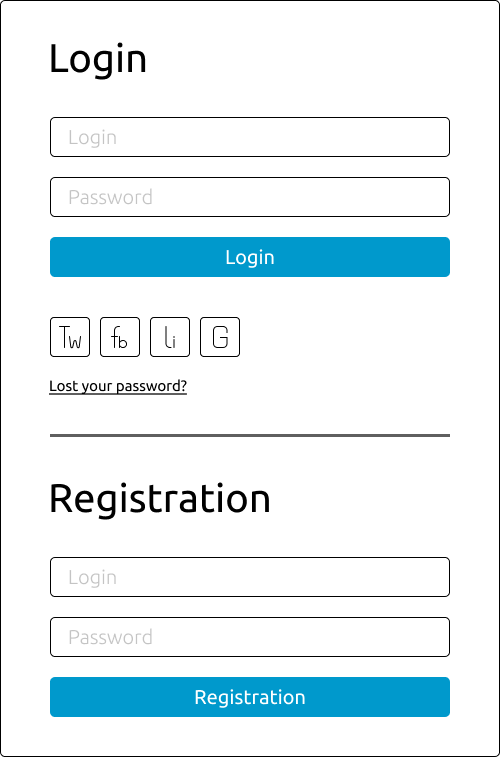 Login
Login
Password
Login
Tw fb li G
Lost your password?
Registration
Login
Password
Registration